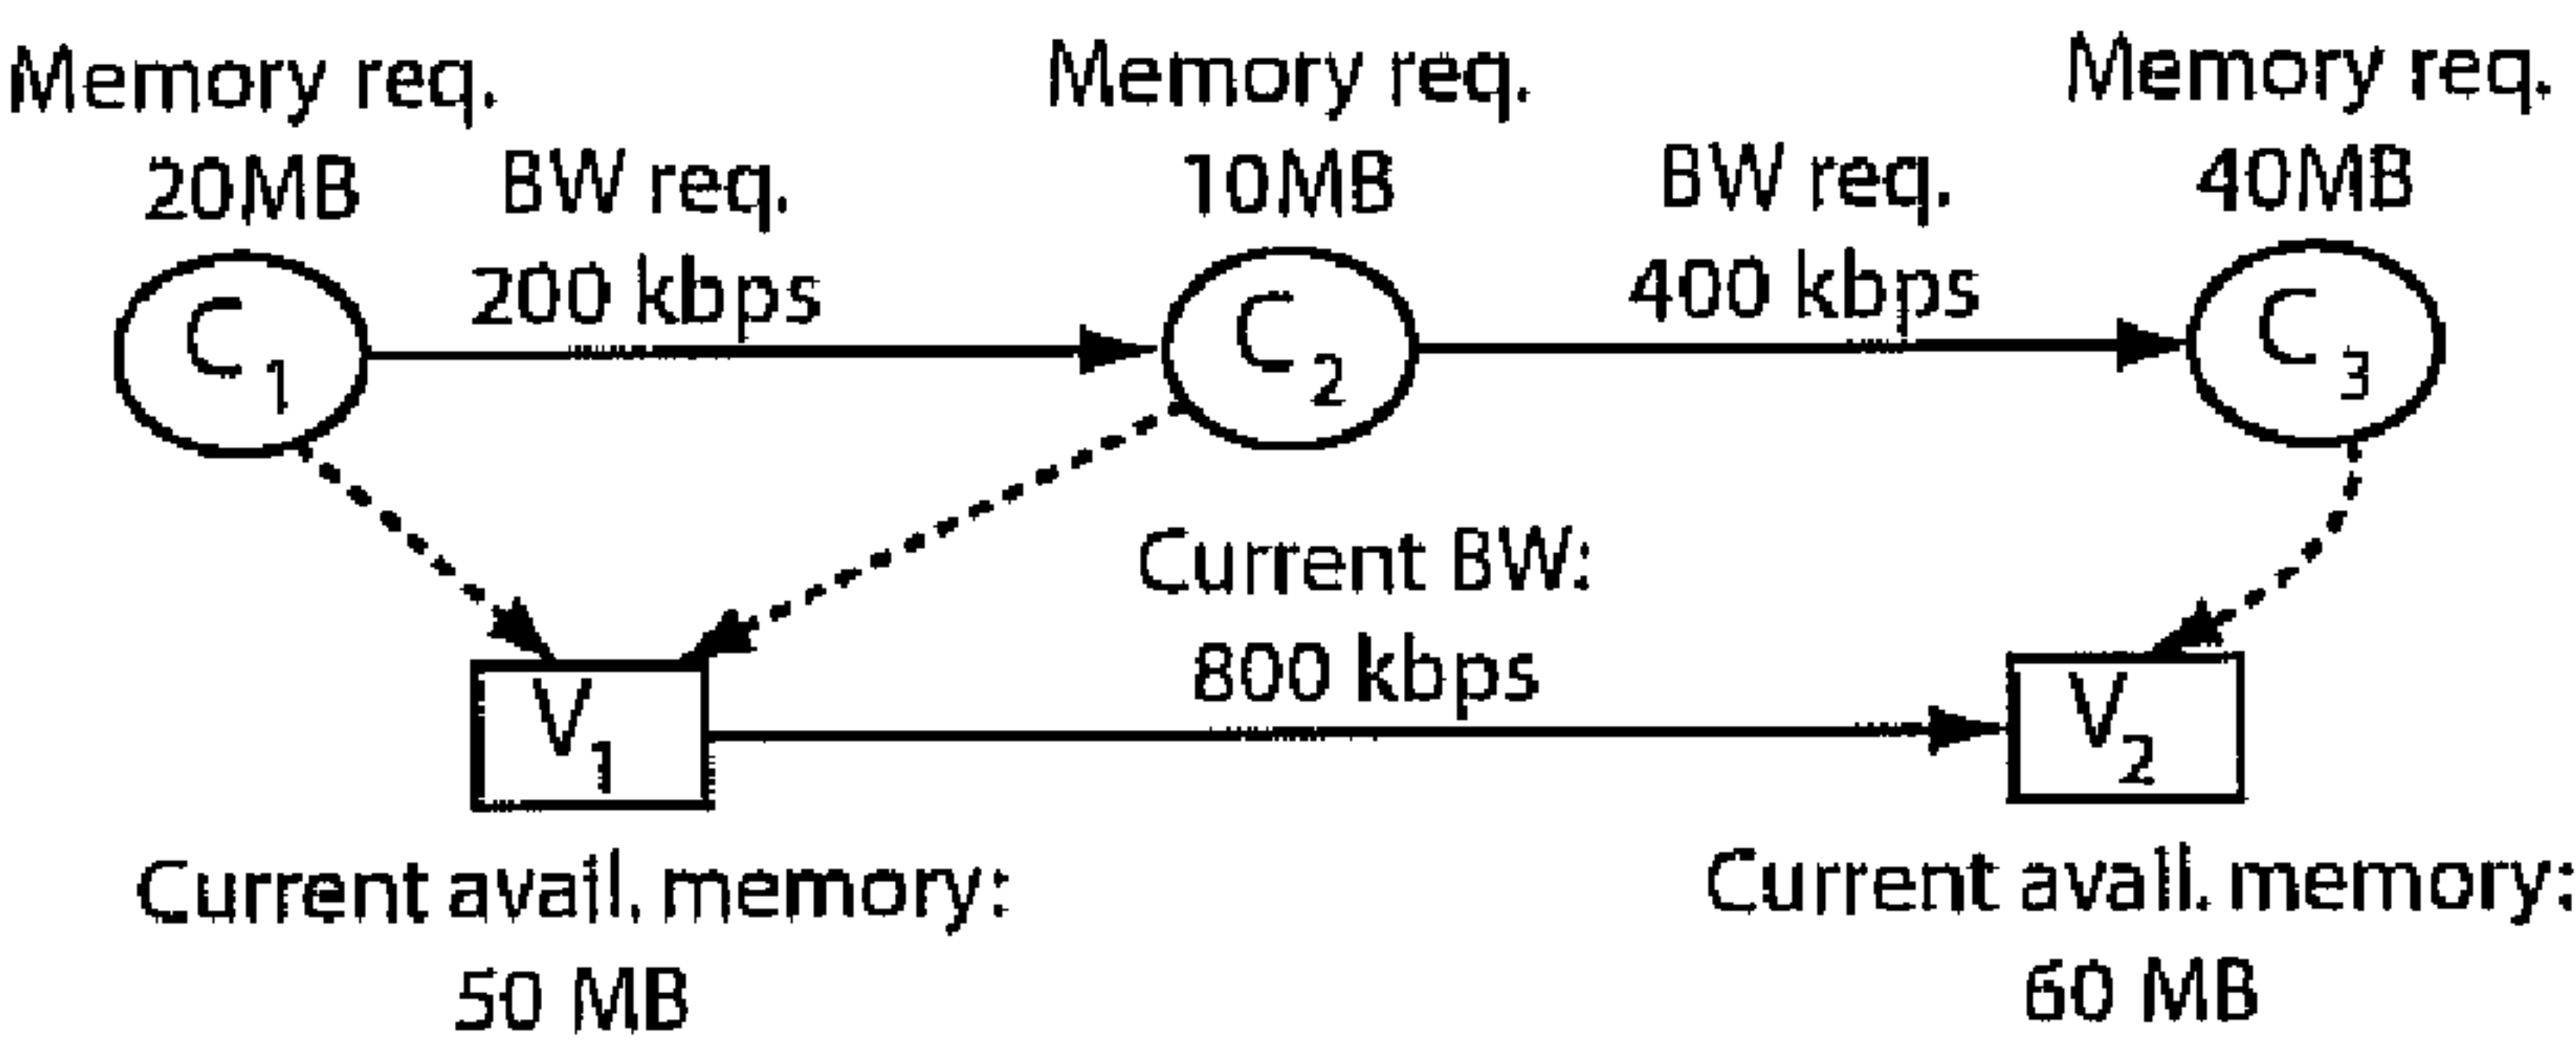 Memory req.
20MB
BW req.
200 kbps
Memory req.
10MB
BW req.
400 kbps
Memory req.
40MB
C1
C2
C3
Current BW:
800 kbps
V1
V2
Current avail. memory:
50 MB
Current avail. memory:
60 MB